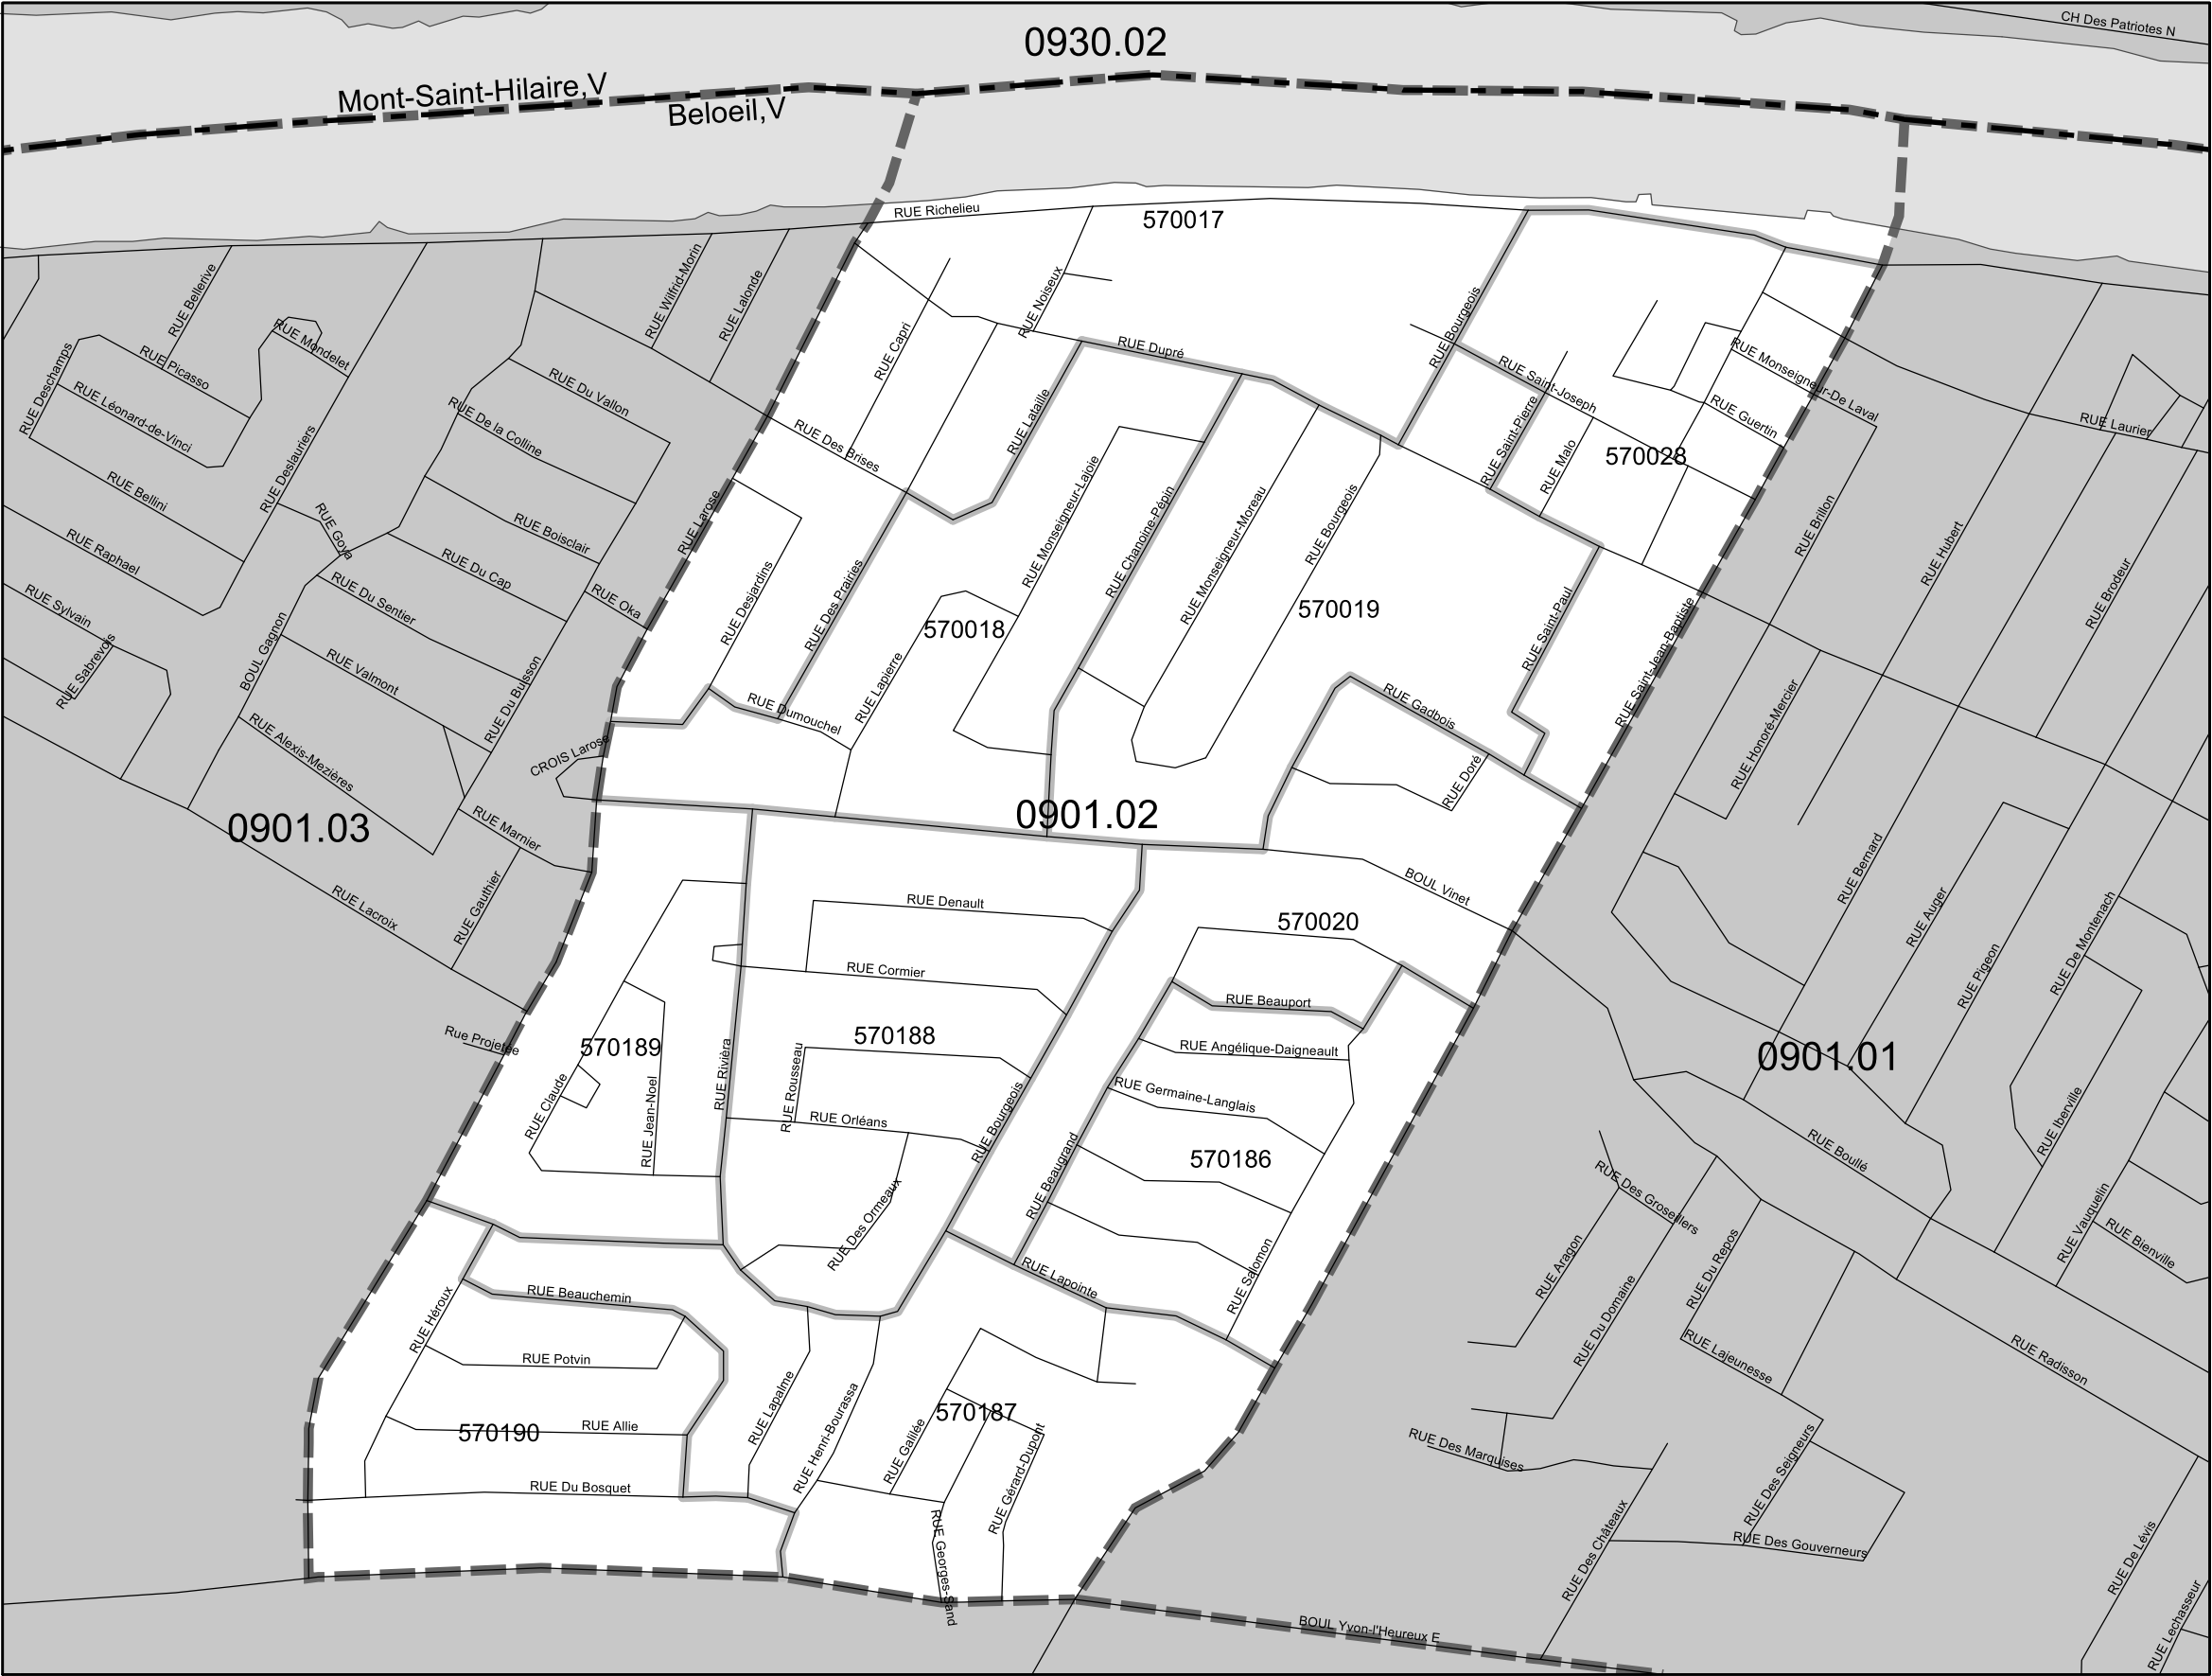 CH Des Patriotes N
0930.02
Mont-Saint-Hilaire,V
Beloeil,V
RUE Richelieu
570017
RUE Bellerive
RUE Wilfrid-Morin
RUE Lalonde
RUE Noiseux
RUE Capri
RUE Dupré
RUE Bourgeois
RUE Mondelet
RUE Picasso
RUE Deschamps
RUE Léonard-de-Vinci
RUE Du Vallon
RUE De la Colline
RUE Deslauriers
RUE Des Brises
RUE Lataille
RUE Saint-Joseph
RUE Monseigneur-De Laval
RUE Guertin
RUE Laurier
RUE Saint-Pierre
RUE Malo
570028
RUE Bellini
RUE Raphael
RUE Goya
RUE Boisclair
RUE Du Cap
RUE Larose
RUE Monseigneur-Lajoie
RUE Chanoine-Pépin
RUE Monseigneur-Moreau
RUE Bourgeois
RUE Brillon
RUE Hubert
RUE Brodeur
RUE Sylvain
RUE Sabrevois
RUE Du Sentier
RUE Oka
RUE Desjardins
RUE Des Prairies
570018
570019
RUE Saint-Paul
RUE Saint-Jean-Baptiste
BOUL Gagnon
RUE Valmont
RUE Du Buisson
RUE Dumouchel
RUE Lapierre
RUE Gadbois
RUE Honoré-Mercier
RUE Alexis-Mezières
CROIS Larose
RUE Doré
0901.03
0901.02
RUE Marnier
RUE Lacroix
RUE Gauthier
RUE Denault
BOUL Vinet
570020
RUE Bernard
RUE Auger
RUE De Montenach
RUE Cormier
RUE Pigeon
RUE Beauport
Rue Projetée
570189
570188
RUE Angélique-Daigneault
0901.01
RUE Rivièra
RUE Rousseau
RUE Claude
RUE Jean-Noel
RUE Orléans
RUE Bourgeois
RUE Germaine-Langlais
RUE Iberville
RUE Boullé
RUE Beaugrand
570186
RUE Des Groseillers
RUE Vauquelin
RUE Bienville
RUE Des Ormeaux
RUE Lapointe
RUE Salomon
RUE Aragon
RUE Du Repos
RUE Du Domaine
RUE Beauchemin
RUE Héroux
RUE Potvin
RUE Lajeunesse
RUE Radisson
RUE Lapalme
RUE Henri-Bourassa
570187
570190
RUE Allie
RUE Galilée
RUE Gérard-Dupont
RUE Des Marquises
RUE Des Seigneurs
RUE Du Bosquet
RUE Georges-Sand
RUE Des Châteaux
RUE Des Gouverneurs
RUE De Lévis
RUE Lechasseur
BOUL Yvon-l'Heureux E